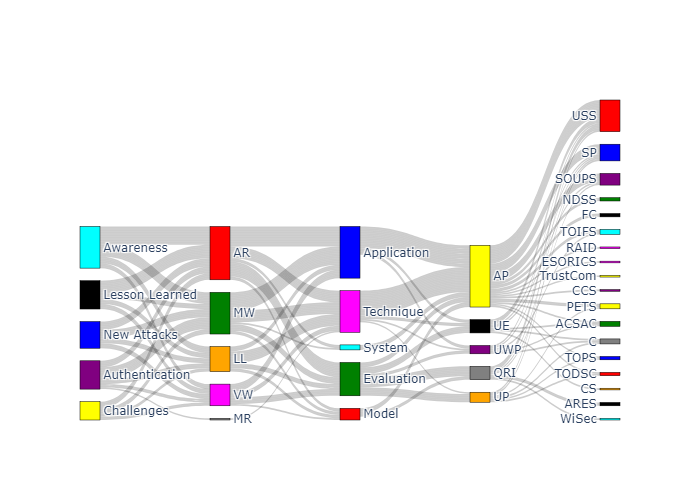 Awareness
Lesson Learned
New Attacks
Authentication
Challenges
AR
MW
LL
VW
MR
Application
Technique
System
Evaluation
Model
AP
UE
UWP
QRI
UP
USS
SP
SOUPS
NDSS
FC
TOIFS
RAID
ESORICS
TrustCom
CCS
PETS
ACSAC
C
TOPS
TODSC
CS
ARES
WiSec